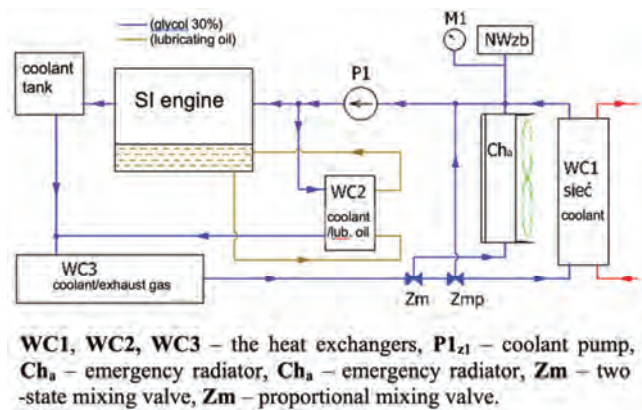 (glycol 30%)
(lubricating oil)
M1
NWzb
coolant
tank
SI engine
P1
Chₐ
WC1
sieć
coolant
WC2
coolant
/lub. oil
WC3
coolant/exhaust gas
Zm
Zmp
WC1, WC2, WC3 – the heat exchangers, P1z1 – coolant pump,
Chₐ – emergency radiator, Chₐ – emergency radiator, Zm – two
-state mixing valve, Zm – proportional mixing valve.